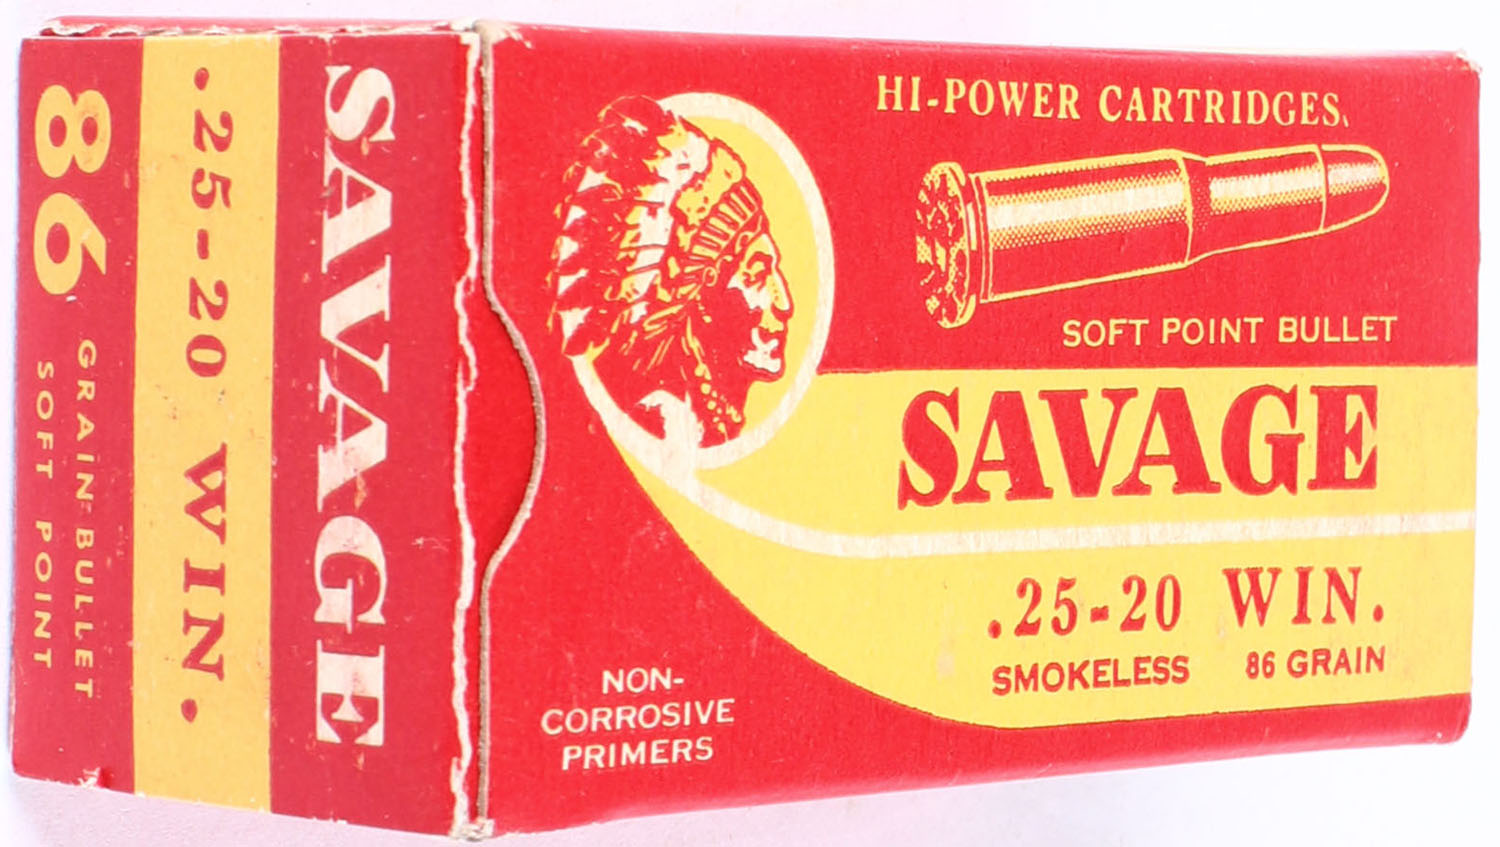 HI-POWER CARTRIDGES.
SOFT POINT BULLET
SAVAGE
.25-20 WIN.
SMOKELESS 86 GRAIN
NON-
CORROSIVE
PRIMERS
SAVAGE
.25-20 WIN.
86 GRAIN BULLET
SOFT POINT